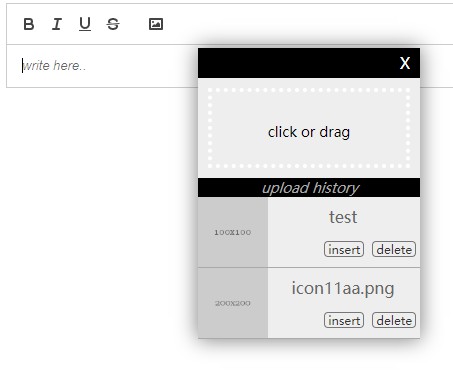 B I U S
write here..
X
click or drag
upload history
100X100
test
insert delete
200X200
icon11aa.png
insert delete